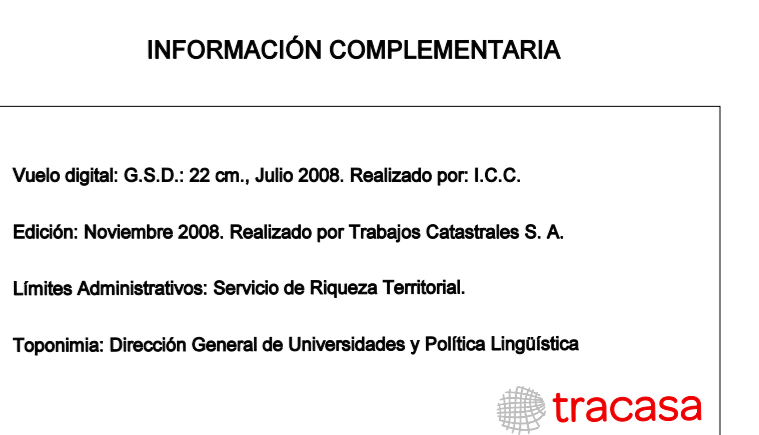 INFORMACIÓN COMPLEMENTARIA
Vuelo digital: G.S.D.: 22 cm., Julio 2008. Realizado por: I.C.C.
Edición: Noviembre 2008. Realizado por Trabajos Catastrales S. A.
Límites Administrativos: Servicio de Riqueza Territorial.
Toponimia: Dirección General de Universidades y Política Lingüística
tracasa